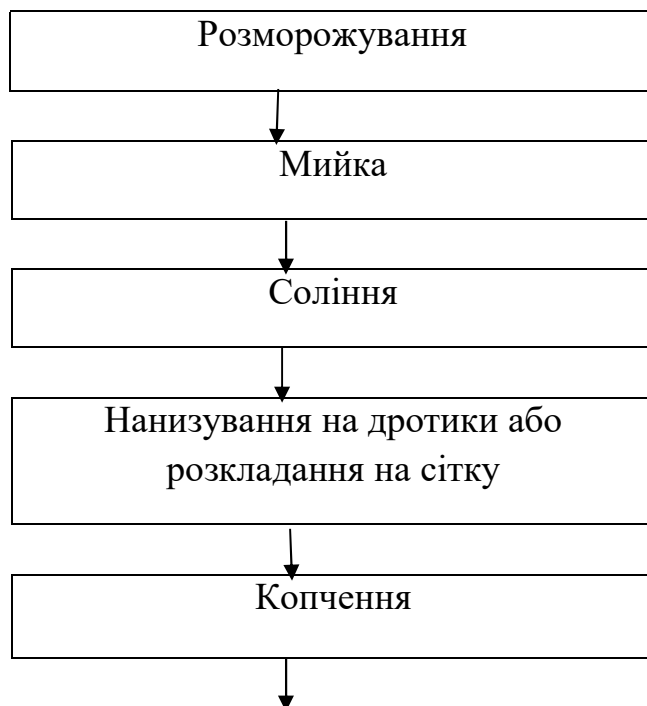 Розморожування
Мийка
Соління
Нанизування на дротики або
розкладання на сітку
Копчення